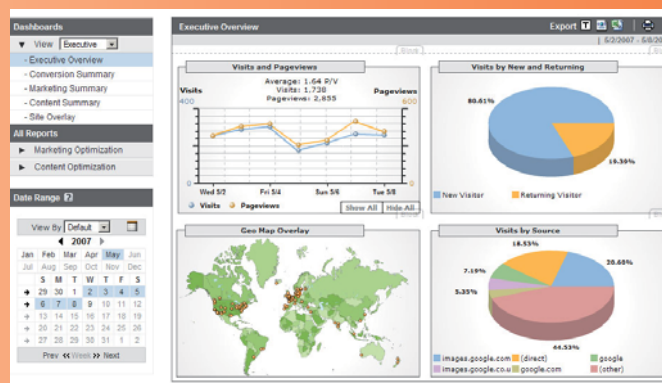 Dashboards
View Executive
- Executive Overview
- Conversion Summary
- Marketing Summary
- Content Summary
- Site Overlay
All Reports
Marketing Optimization
Content Optimization
Date Range ?
View By Default
2007
Jan Feb Mar Apr May Jun
Jul Aug Sep Oct Nov Dec
S M T W T F S
29 30 1 2 3 4 5
6 7 8 9 10 11 12
13 14 15 16 17 18 19
20 21 22 23 24 25 26
27 28 29 30 31 1 2
Prev << Week >> Next
Executive Overview
Export T
5/2/2007 - 5/8/20
Visits and Pageviews
Average: 1.64 P/V
Visits: 1,738
Pageviews: 2,855
Visits
400
Pageviews
600
0
0
Wed 5/2 Fri 5/4 Sun 5/6 Tue 5/8
Visits Pageviews
Show All Hide All
Visits by New and Returning
80.61%
19.39%
New Visitor Returning Visitor
Geo Map Overlay
Visits by Source
18.53%
20.68%
7.19%
5.35%
44.53%
images.google.com (direct) google
images.google.co.u google.com (other)